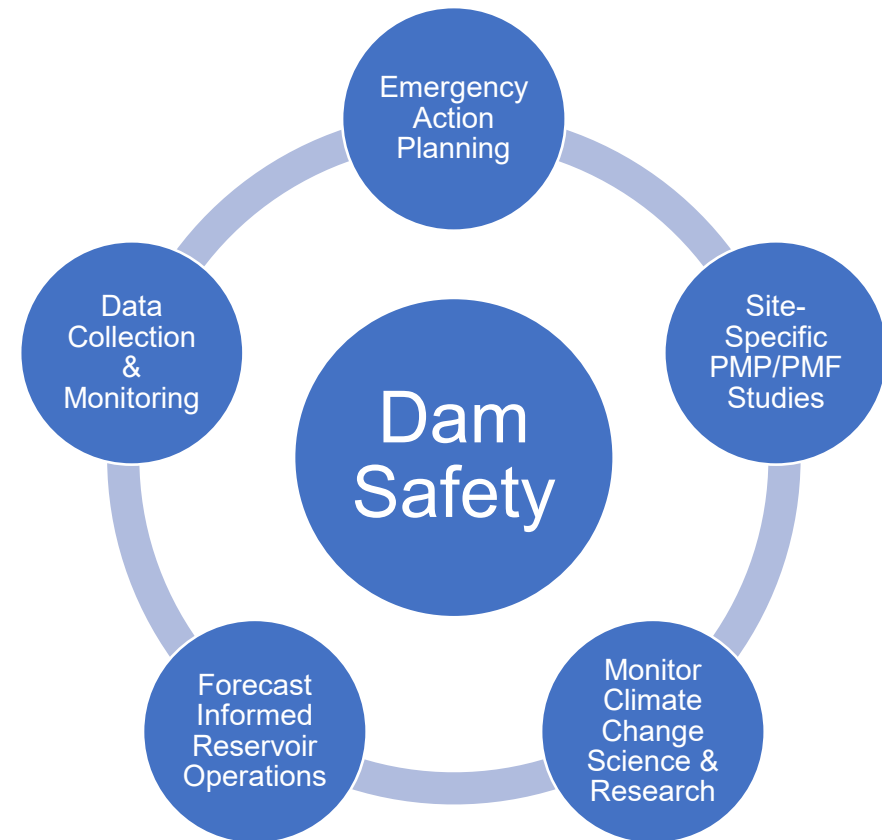 Emergency
Action
Planning
Site-
Specific
PMP/PMF
Studies
Monitor
Climate
Change
Science &
Research
Forecast
Informed
Reservoir
Operations
Data
Collection
&
Monitoring
Dam
Safety